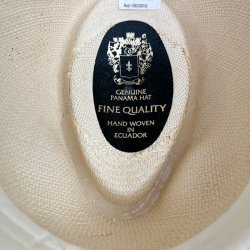 GENUINE
PANAMA HAT
FINE QUALITY
HAND WOVEN
IN
ECUADOR